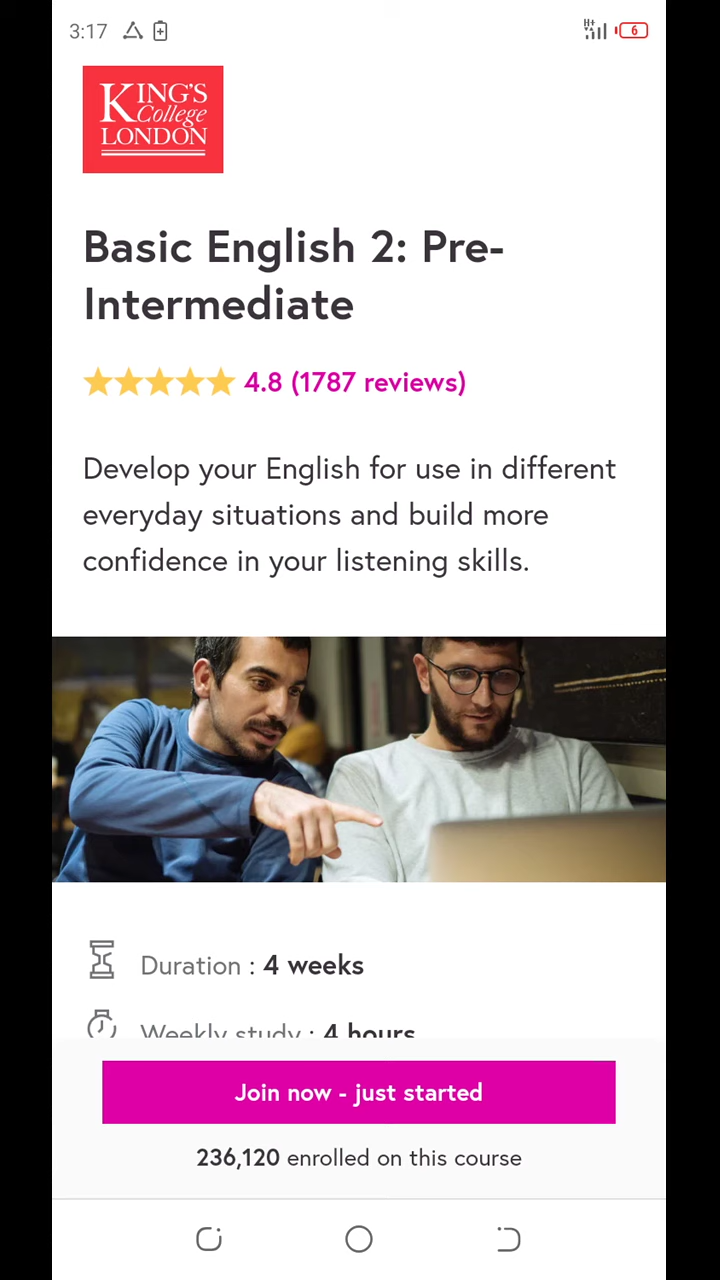 3:17
H+
6
KING'S
College
LONDON
Basic English 2: Pre-
Intermediate
4.8 (1787 reviews)
Develop your English for use in different
everyday situations and build more
confidence in your listening skills.
Duration : 4 weeks
Weekly study : 4 hours
Join now - just started
236,120 enrolled on this course